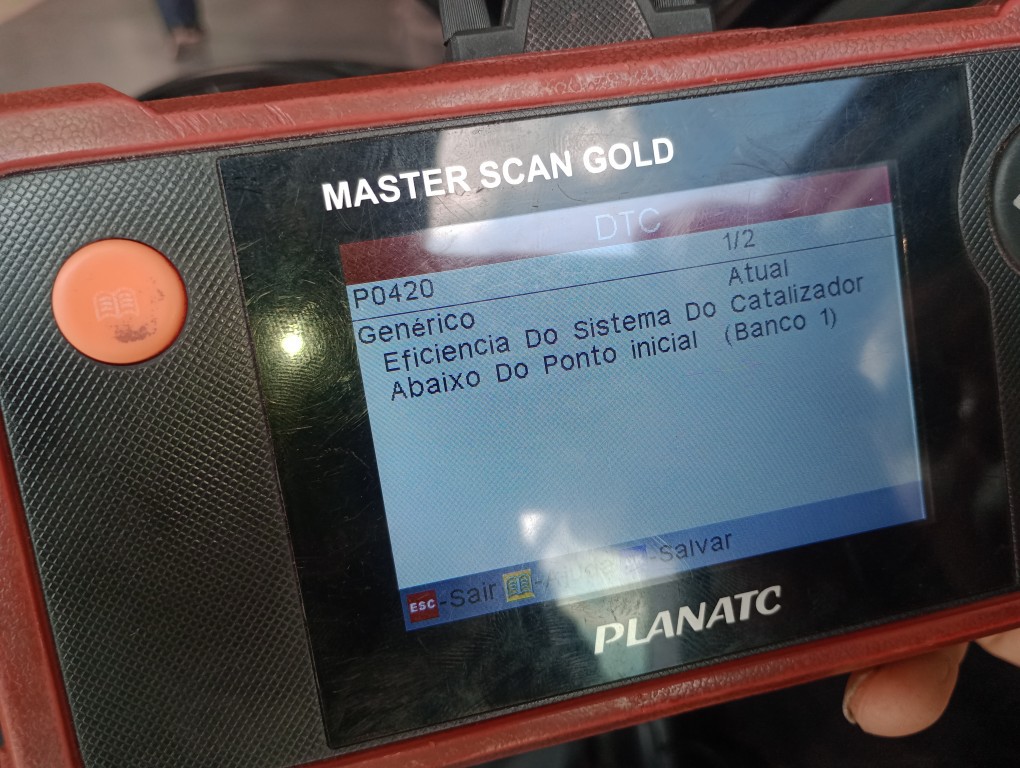 MASTER SCAN GOLD
DTC
1/2
P0420
Atual
Genérico
Eficiencia Do Sistema Do Catalizador
Abaixo Do Ponto inicial (Banco 1)
ESC -Sair -Salvar
PLANATC